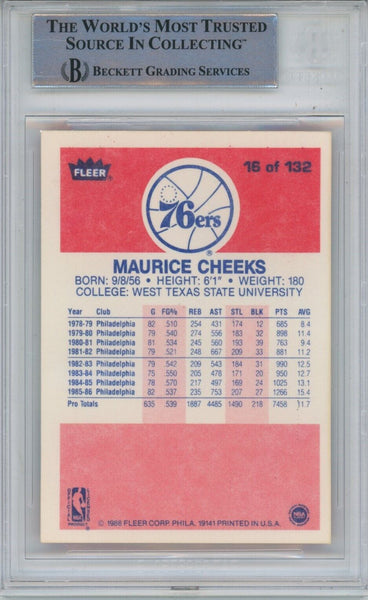 THE WORLD'S MOST TRUSTED
SOURCE IN COLLECTING™
B BECKETT GRADING SERVICES
FLEER
16 of 132
76ers
®
MAURICE CHEEKS
BORN: 9/8/56 • HEIGHT: 6'1" • WEIGHT: 180
COLLEGE: WEST TEXAS STATE UNIVERSITY
Year Club G FG% REB AST STL BLK PTS AVG
1978-79 Philadelphia 82 .510 254 431 174 12 685 8.4
1979-80 Philadelphia 79 .540 274 556 183 32 898 11.4
1980-81 Philadelphia 81 .534 245 560 193 39 763 9.4
1981-82 Philadelphia 79 .521 248 667 209 33 881 11.2
1982-83 Philadelphia 79 .542 209 543 184 31 990 12.5
1983-84 Philadelphia 75 .550 205 478 171 20 950 12.7
1984-85 Philadelphia 78 .570 217 497 169 24 1025 13.1
1985-86 Philadelphia 82 .537 235 753 207 27 1266 15.4
Pro Totals 635 .539 1887 4485 1490 218 7458 11.7
NBA
© 1986 FLEER CORP. PHILA. 19141 PRINTED IN U.S.A.